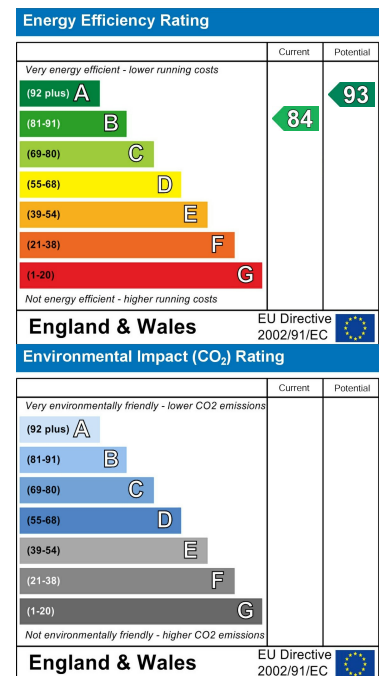 Energy Efficiency Rating
Current Potential
Very energy efficient - lower running costs
(92 plus) A
93
(81-91) B
84
(69-80) C
(55-68) D
(39-54) E
(21-38) F
(1-20) G
Not energy efficient - higher running costs
England & Wales
EU Directive
2002/91/EC
Environmental Impact (CO₂) Rating
Current Potential
Very environmentally friendly - lower CO2 emissions
(92 plus) A
(81-91) B
(69-80) C
(55-68) D
(39-54) E
(21-38) F
(1-20) G
Not environmentally friendly - higher CO2 emissions
England & Wales
EU Directive
2002/91/EC